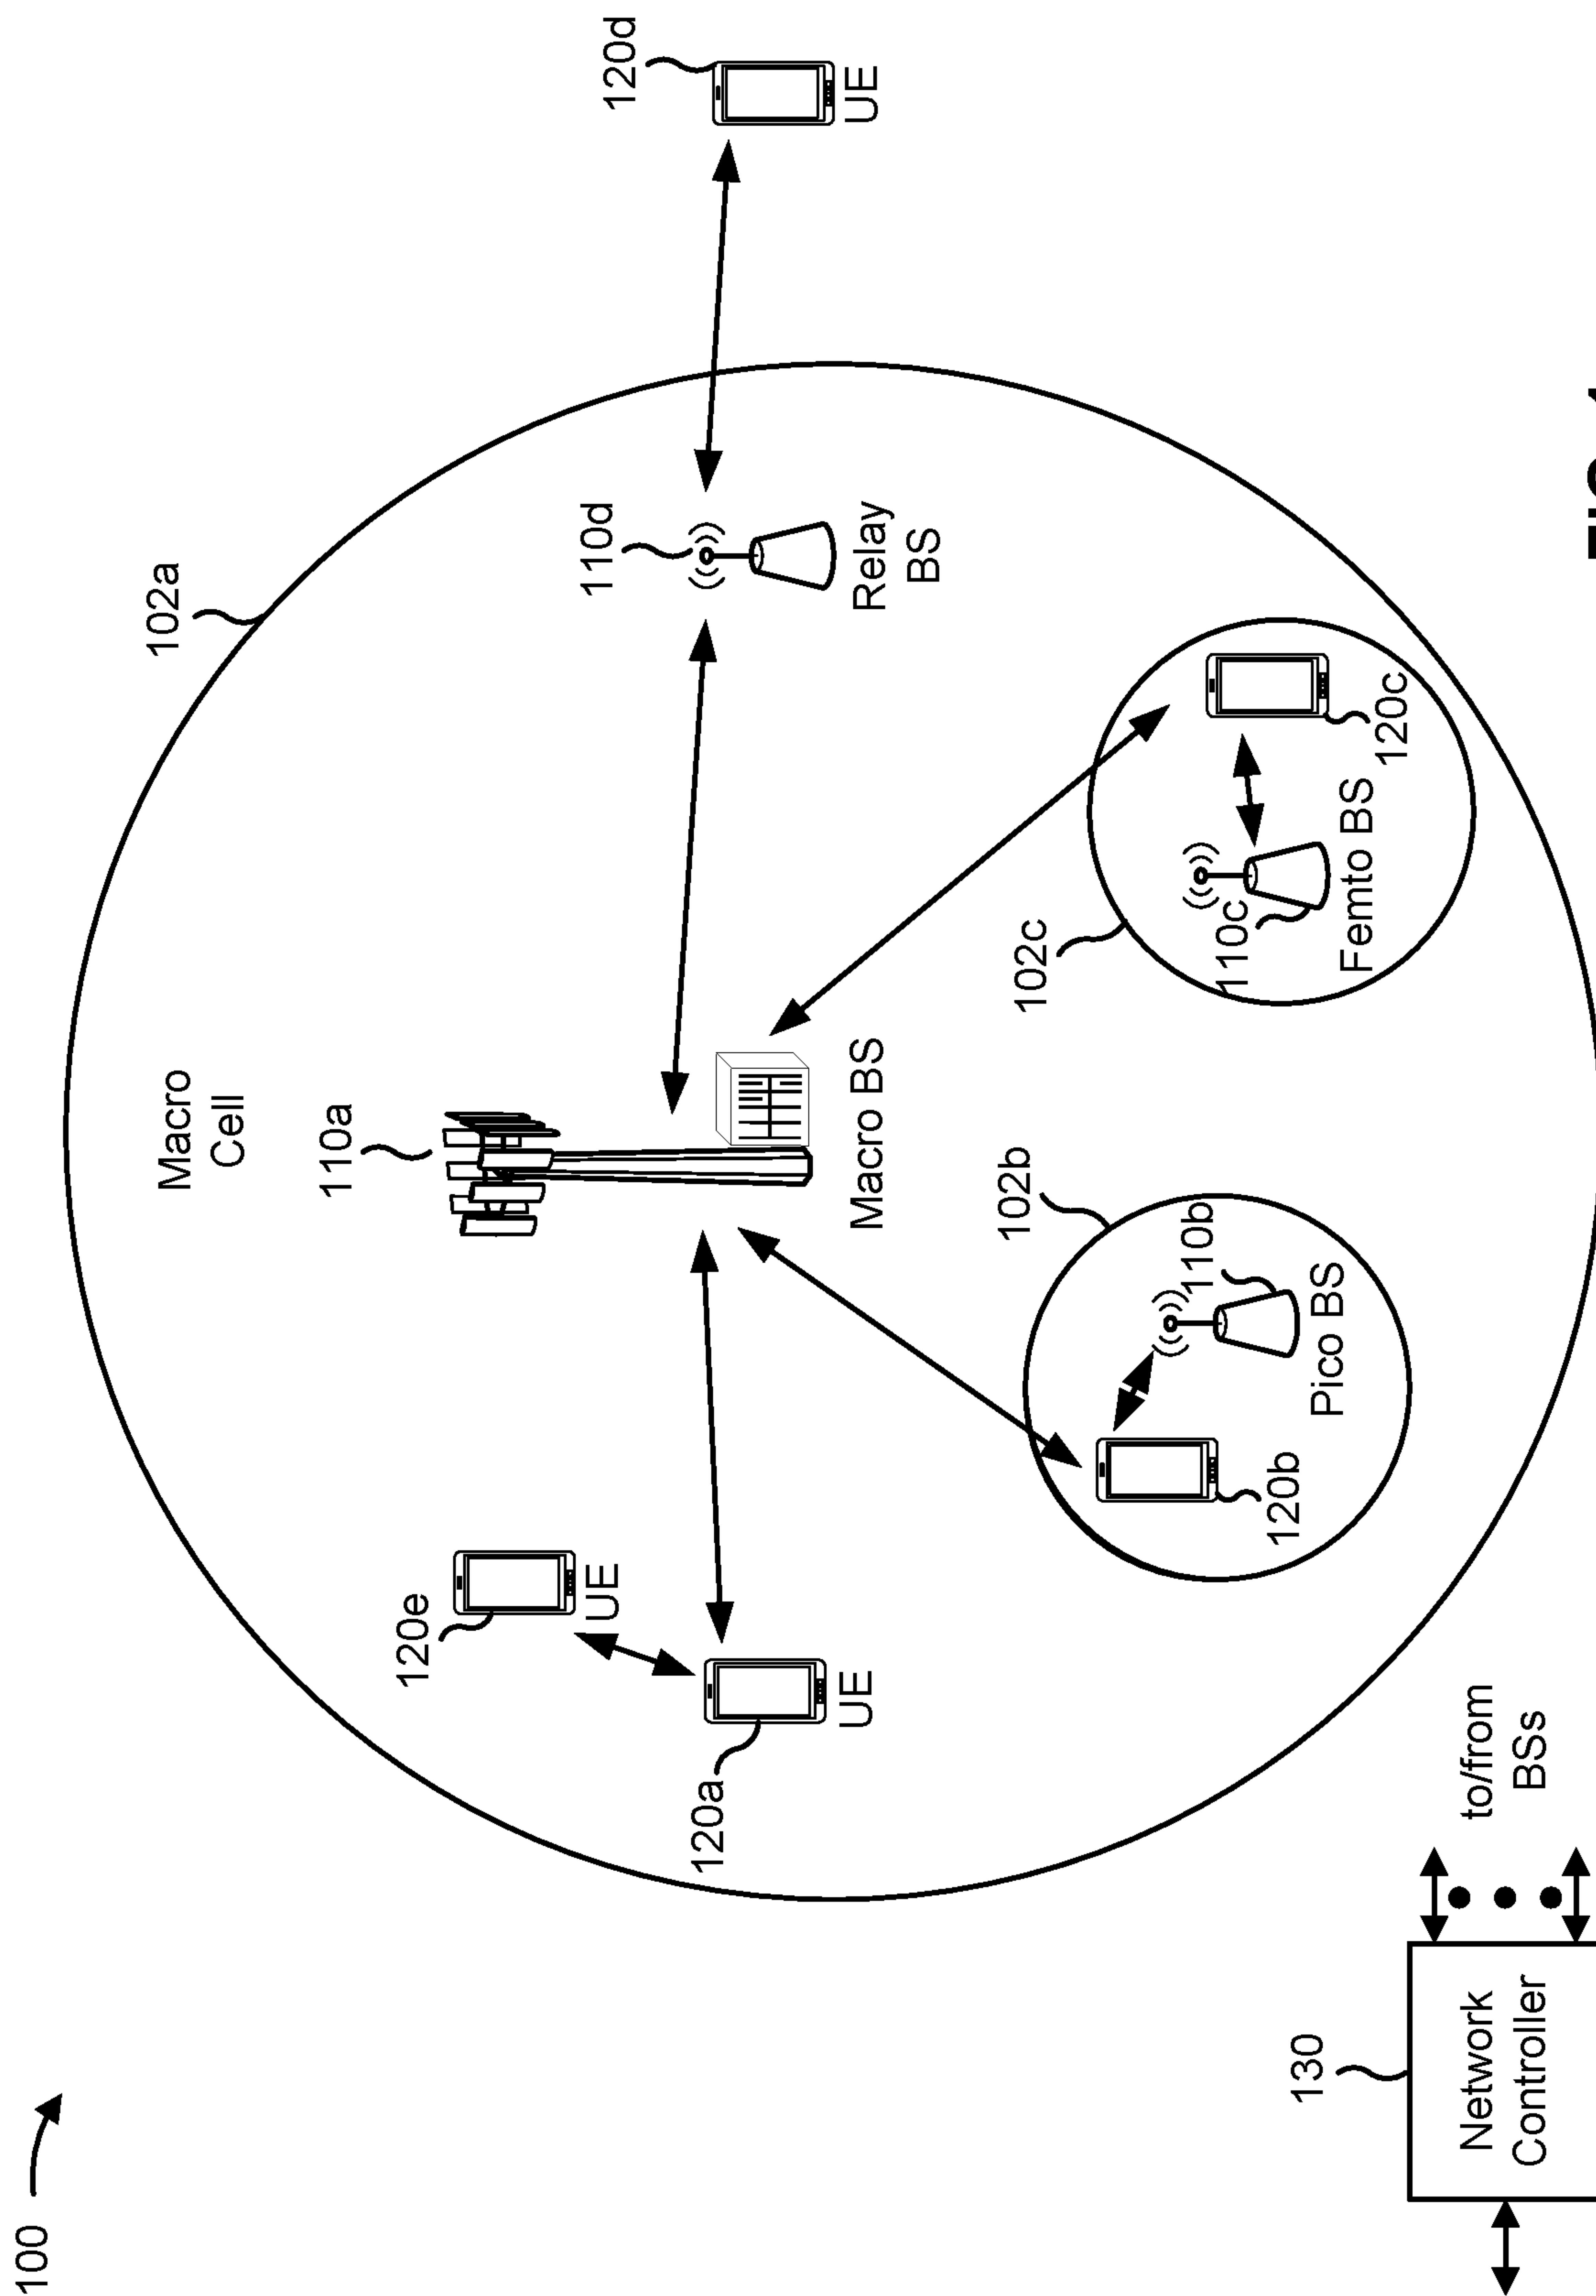 100
102a
Macro
Cell
110a
120d
UE
110d
Relay
BS
120e
UE
120a
UE
Macro BS
102b
110b
Pico BS
120b
102c
110c
Femto BS
120c
130
Network
Controller
to/from
BSs